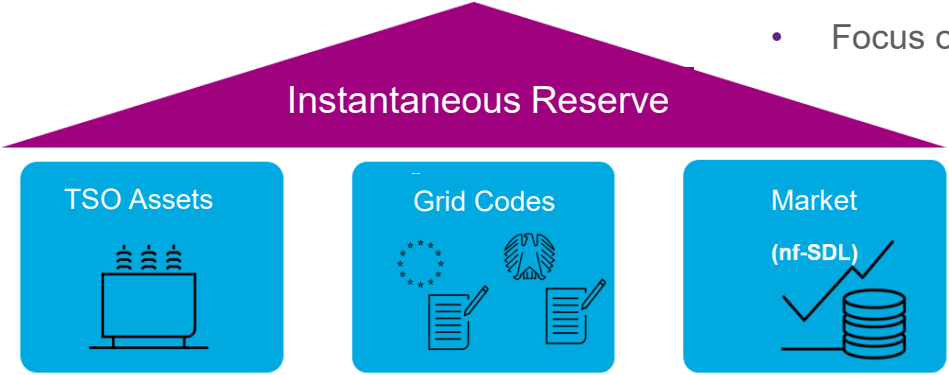 • Focus
Instantaneous Reserve
TSO Assets
Grid Codes
Market
(nf-SDL)